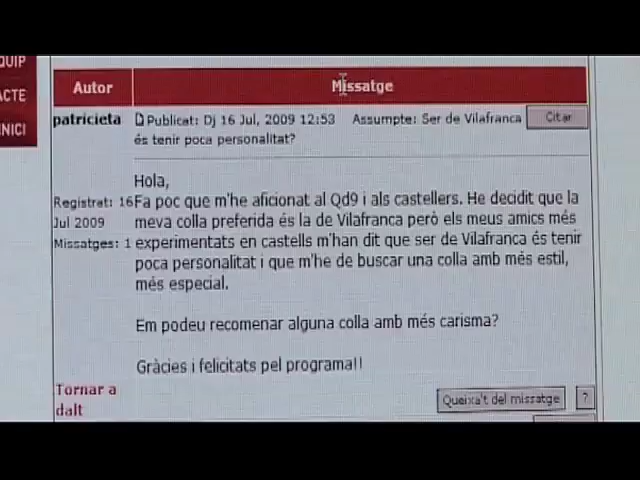 QUIP
ACTE
INICI
Autor
Missatge
patricieta
Publicat: Dj 16 Jul, 2009 12:53 Assumpte: Ser de Vilafranca
és tenir poca personalitat?
Citar
Registrat: 16
Jul 2009
Missatges: 1
Hola,
Fa poc que m'he aficionat al Qd9 i als castellers. He decidit que la
meva colla preferida és la de Vilafranca però els meus amics més
experimentats en castells m'han dit que ser de Vilafranca és tenir
poca personalitat i que m'he de buscar una colla amb més estil,
més especial.
Em podeu recomenar alguna colla amb més carisma?
Gràcies i felicitats pel programa!!
Tornar a
dalt
Queixa't del missatge
?